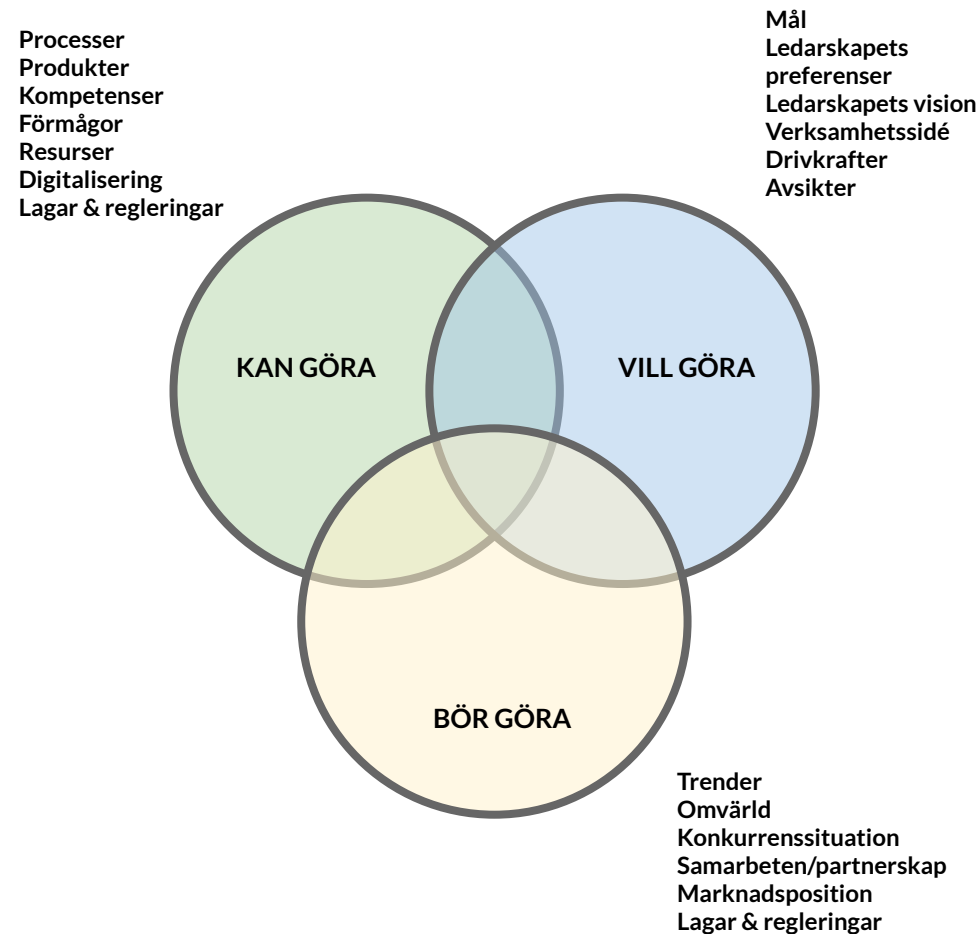 Processer
Produkter
Kompetenser
Förmågor
Resurser
Digitalisering
Lagar & regleringar
Mål
Ledarskapets
preferenser
Ledarskapets vision
Verksamhetssidé
Drivkrafter
Avsikter
KAN GÖRA
VILL GÖRA
BÖR GÖRA
Trender
Omvärld
Konkurrenssituation
Samarbeten/partnerskap
Marknadsposition
Lagar & regleringar